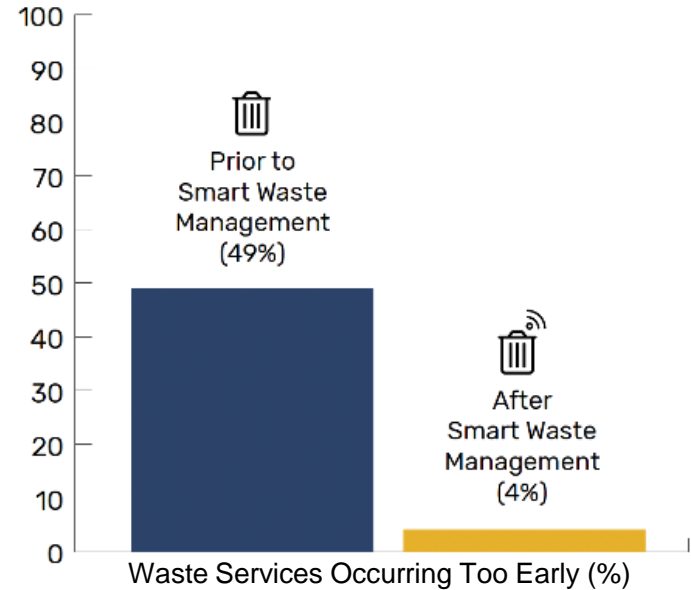 100
90
80
70
60
50
40
30
20
10
0
Prior to
Smart Waste
Management
(49%)
After
Smart Waste
Management
(4%)
Waste Services Occurring Too Early (%)